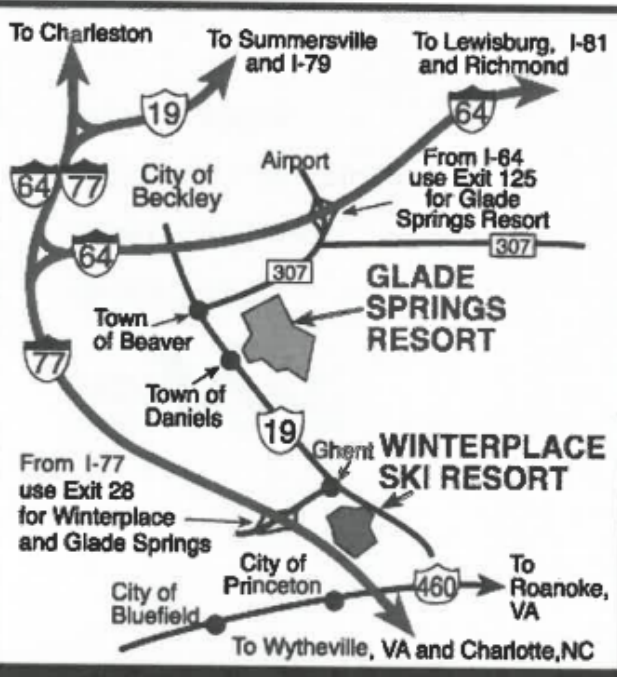 To Charleston
To Summersville
and I-79
To Lewisburg, I-81
and Richmond
19
64
64
77
City of
Beckley
Airport
From I-64
use Exit 125
for Glade
Springs Resort
64
307
307
GLADE
SPRINGS
RESORT
Town
of Beaver
77
Town of
Daniels
19
Ghent
WINTERPLACE
SKI RESORT
From I-77
use Exit 28
for Winterplace
and Glade Springs
City of
Princeton
460
To
Roanoke,
VA
City of
Bluefield
To Wytheville, VA and Charlotte,NC